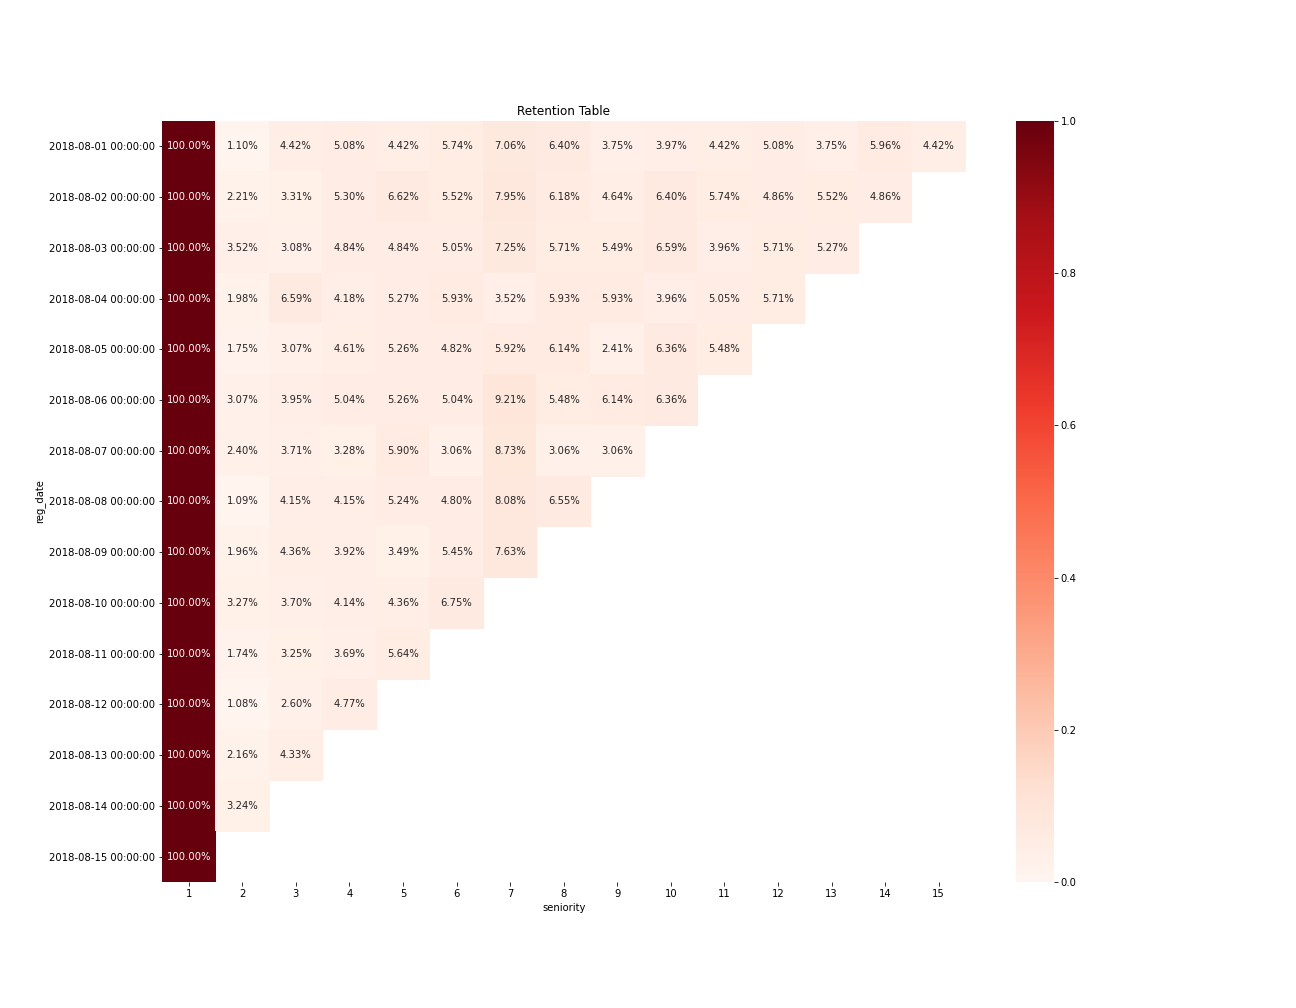 Retention Table
2018-08-01 00:00:00 100.00% 1.10% 4.42% 5.08% 4.42% 5.74% 7.06% 6.40% 3.75% 3.97% 4.42% 5.08% 3.75% 5.96% 4.42%
2018-08-02 00:00:00 100.00% 2.21% 3.31% 5.30% 6.62% 5.52% 7.95% 6.18% 4.64% 6.40% 5.74% 4.86% 5.52% 4.86%
2018-08-03 00:00:00 100.00% 3.52% 3.08% 4.84% 4.84% 5.05% 7.25% 5.71% 5.49% 6.59% 3.96% 5.71% 5.27%
2018-08-04 00:00:00 100.00% 1.98% 6.59% 4.18% 5.27% 5.93% 3.52% 5.93% 5.93% 3.96% 5.05% 5.71%
2018-08-05 00:00:00 100.00% 1.75% 3.07% 4.61% 5.26% 4.82% 5.92% 6.14% 2.41% 6.36% 5.48%
2018-08-06 00:00:00 100.00% 3.07% 3.95% 5.04% 5.26% 5.04% 9.21% 5.48% 6.14% 6.36%
2018-08-07 00:00:00 100.00% 2.40% 3.71% 3.28% 5.90% 3.06% 8.73% 3.06% 3.06%
2018-08-08 00:00:00 100.00% 1.09% 4.15% 4.15% 5.24% 4.80% 8.08% 6.55%
2018-08-09 00:00:00 100.00% 1.96% 4.36% 3.92% 3.49% 5.45% 7.63%
2018-08-10 00:00:00 100.00% 3.27% 3.70% 4.14% 4.36% 6.75%
2018-08-11 00:00:00 100.00% 1.74% 3.25% 3.69% 5.64%
2018-08-12 00:00:00 100.00% 1.08% 2.60% 4.77%
2018-08-13 00:00:00 100.00% 2.16% 4.33%
2018-08-14 00:00:00 100.00% 3.24%
2018-08-15 00:00:00 100.00%
1 2 3 4 5 6 7 8 9 10 11 12 13 14 15
seniority
reg_date
1.0
0.8
0.6
0.4
0.2
0.0